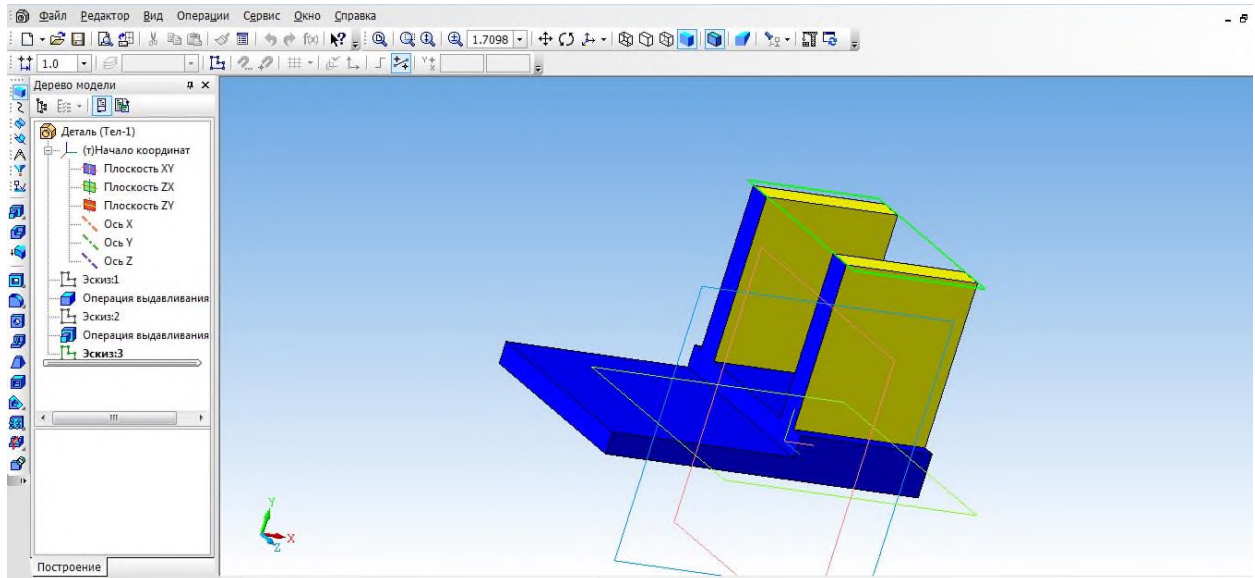 Файл Редактор Вид Операции Сервис Окно Справка
1.7098
1.0
Дерево модели
Деталь (Тел-1)
(т)Начало координат
Плоскость XY
Плоскость ZX
Плоскость ZY
Ось X
Ось Y
Ось Z
Эскиз:1
Операция выдавливания
Эскиз:2
Операция выдавливания
Эскиз:3
Построение
Y
X
Z